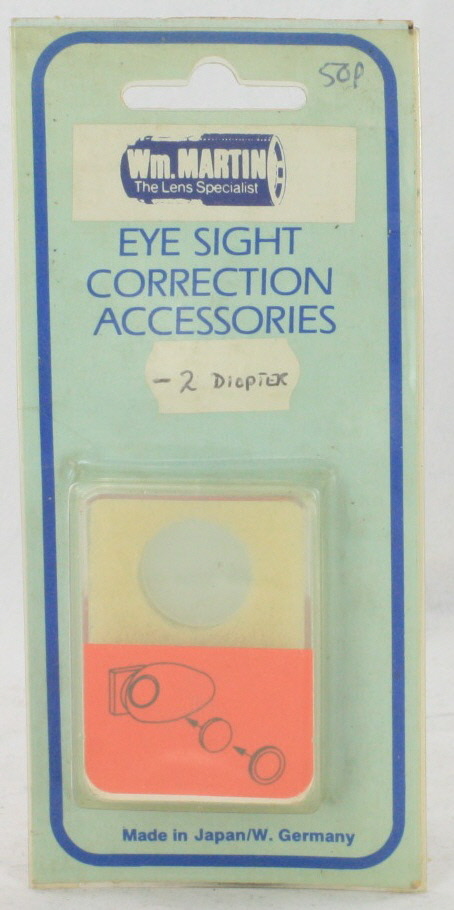 50p
Wm. MARTIN
The Lens Specialist
EYE SIGHT
CORRECTION
ACCESSORIES
-2 DIOPTER
Made in Japan/W. Germany